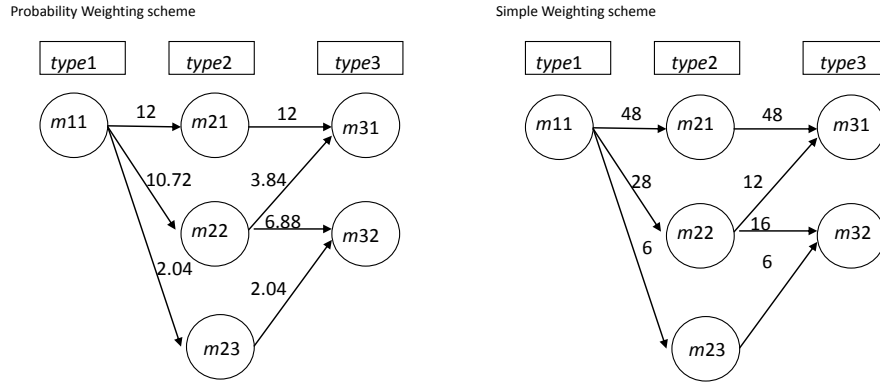 Probability Weighting scheme
type1 type2 type3
m11 12 m21 12 m31
10.72 3.84
m22 6.88 m32
2.04 2.04
m23
Simple Weighting scheme
type1 type2 type3
m11 48 m21 48 m31
28 12
m22 16 m32
6 6
m23